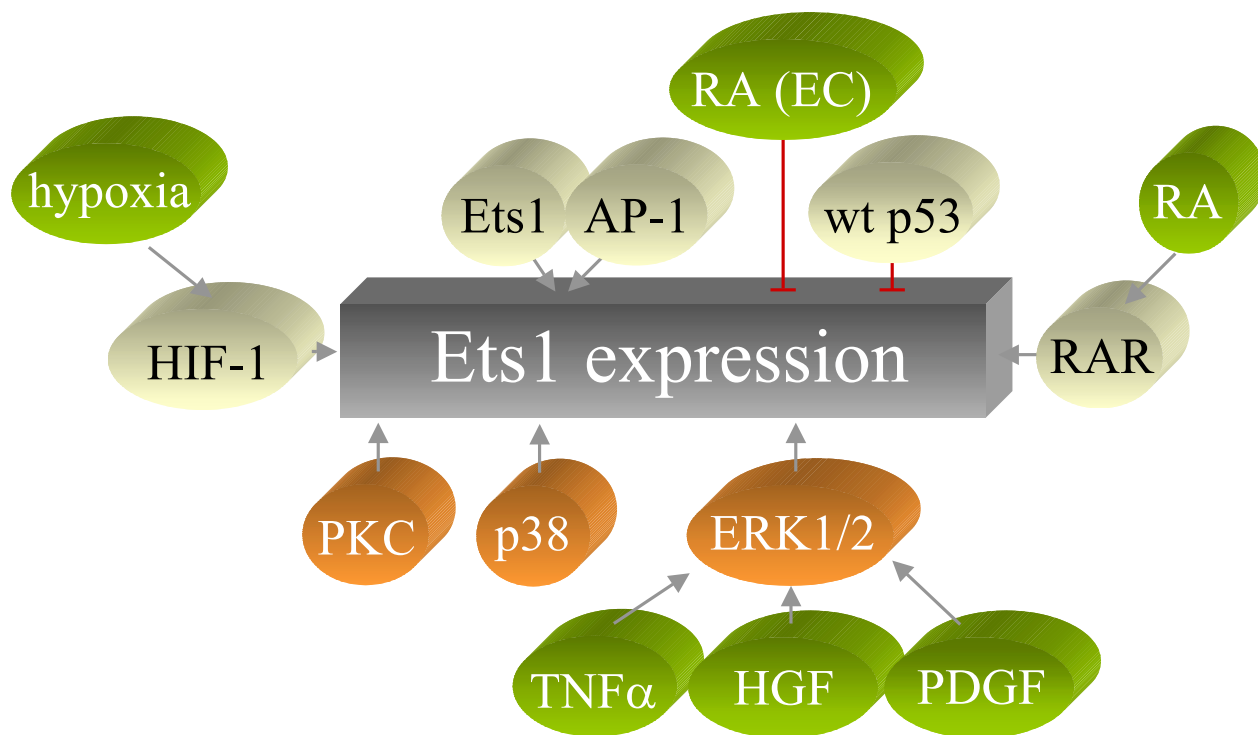 RA (EC)
hypoxia
Ets1
AP-1
wt p53
RA
HIF-1
Ets1 expression
RAR
PKC
p38
ERK1/2
TNFα
HGF
PDGF